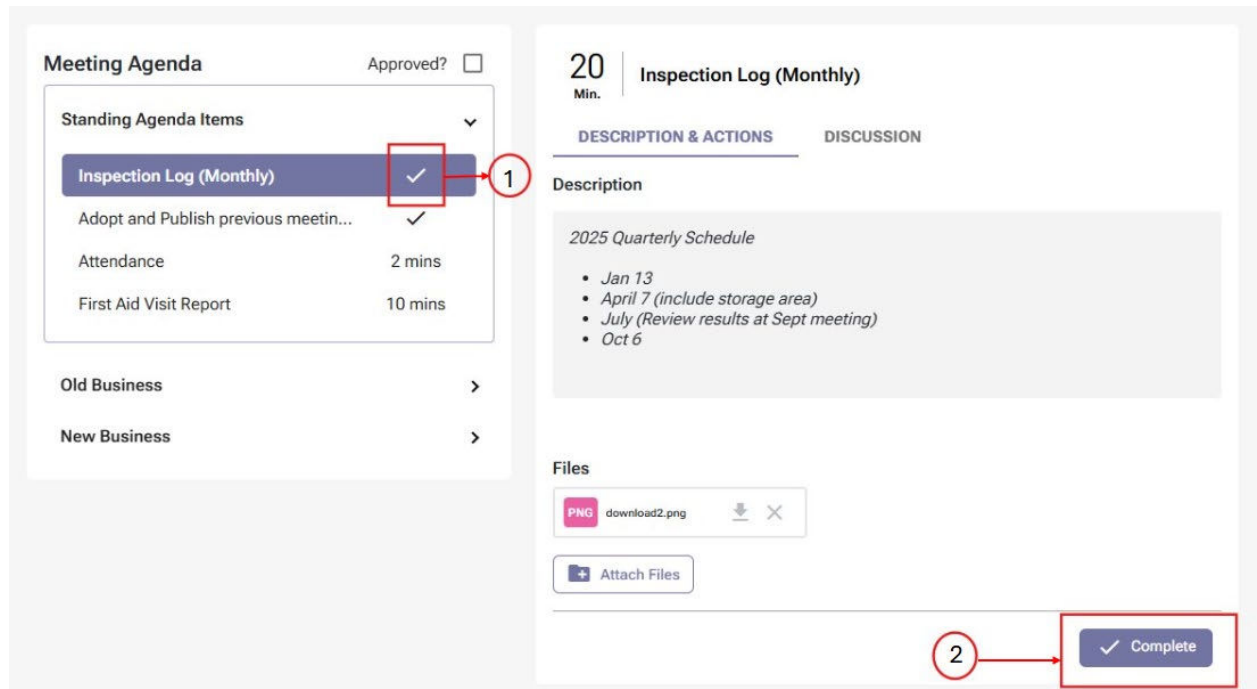 Meeting Agenda Approved?
Standing Agenda Items
Inspection Log (Monthly)
1
Adopt and Publish previous meetin...
Attendance 2 mins
First Aid Visit Report 10 mins
Old Business
New Business
20
Min.
Inspection Log (Monthly)
DESCRIPTION & ACTIONS DISCUSSION
Description
2025 Quarterly Schedule
• Jan 13
• April 7 (include storage area)
• July (Review results at Sept meeting)
• Oct 6
Files
PNG download2.png
Attach Files
2
Complete